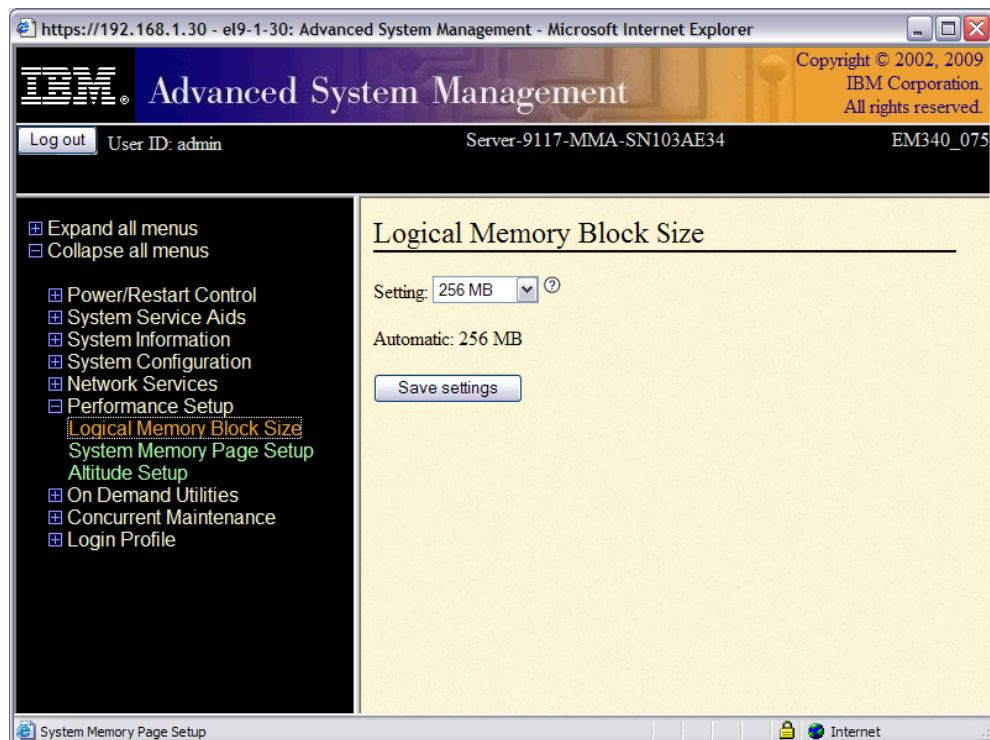 https://192.168.1.30 - el9-1-30: Advanced System Management - Microsoft Internet Explorer
IBM® Advanced System Management
Copyright © 2002, 2009
IBM Corporation.
All rights reserved.
Log out User ID: admin Server-9117-MMA-SN103AE34 EM340_075
Expand all menus
Collapse all menus
Power/Restart Control
System Service Aids
System Information
System Configuration
Network Services
Performance Setup
Logical Memory Block Size
System Memory Page Setup
Altitude Setup
On Demand Utilities
Concurrent Maintenance
Login Profile
Logical Memory Block Size
Setting: 256 MB ?
Automatic: 256 MB
Save settings
System Memory Page Setup Internet